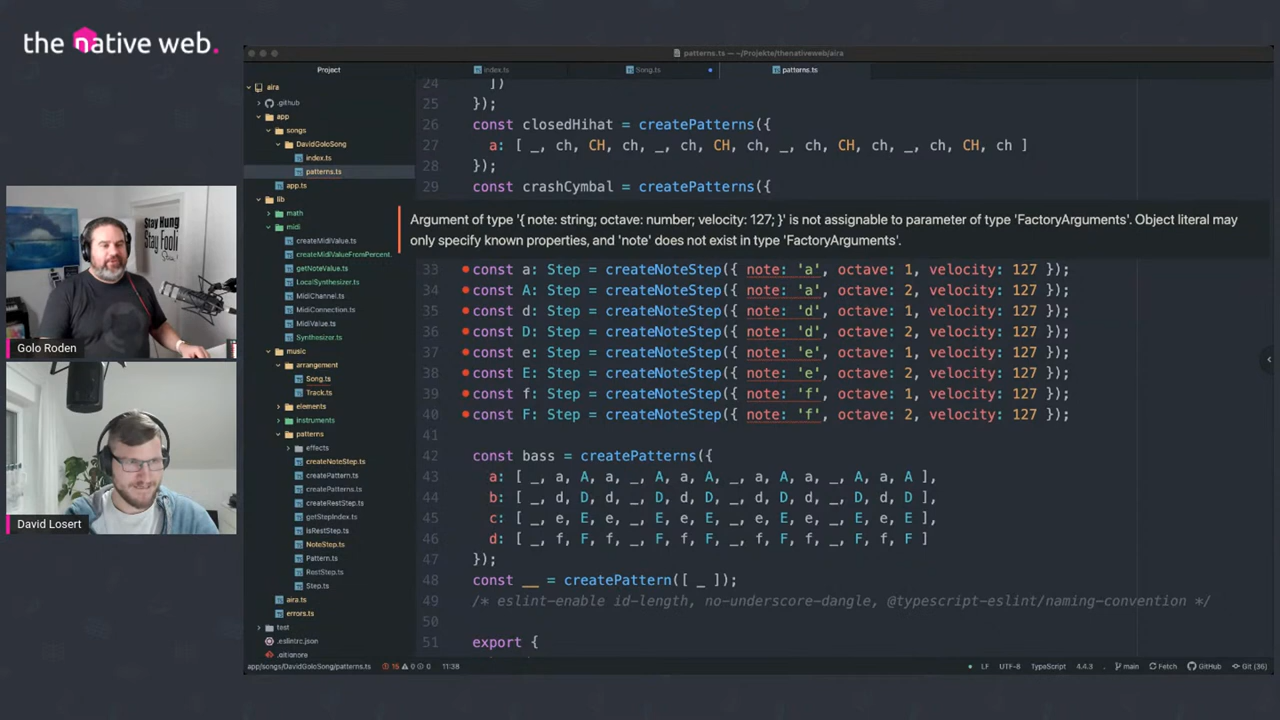 the native web.
patterns.ts — ~/Projekte/thenativeweb/aira
Project
index.ts
Song.ts
patterns.ts
aira
.github
app
songs
DavidGoloSong
index.ts
patterns.ts
app.ts
lib
math
midi
createMidiValue.ts
createMidiValueFromPercent.
getNoteValue.ts
LocalSynthesizer.ts
MidiChannel.ts
MidiConnection.ts
MidiValue.ts
Synthesizer.ts
music
arrangement
Song.ts
Track.ts
elements
instruments
patterns
effects
createNoteStep.ts
createPattern.ts
createPatterns.ts
createRestStep.ts
getStepIndex.ts
isRestStep.ts
NoteStep.ts
Pattern.ts
RestStep.ts
Step.ts
aira.ts
errors.ts
test
.eslintrc.json
.gitignore
24 ])
25 });
26 const closedHihat = createPatterns({
27 a: [ _, ch, CH, ch, _, ch, CH, ch, _, ch, CH, ch, _, ch, CH, ch ]
28 });
29 const crashCymbal = createPatterns({
Argument of type '{ note: string; octave: number; velocity: 127; }' is not assignable to parameter of type 'FactoryArguments'. Object literal may
only specify known properties, and 'note' does not exist in type 'FactoryArguments'.
33 const a: Step = createNoteStep({ note: 'a', octave: 1, velocity: 127 });
34 const A: Step = createNoteStep({ note: 'a', octave: 2, velocity: 127 });
35 const d: Step = createNoteStep({ note: 'd', octave: 1, velocity: 127 });
36 const D: Step = createNoteStep({ note: 'd', octave: 2, velocity: 127 });
37 const e: Step = createNoteStep({ note: 'e', octave: 1, velocity: 127 });
38 const E: Step = createNoteStep({ note: 'e', octave: 2, velocity: 127 });
39 const f: Step = createNoteStep({ note: 'f', octave: 1, velocity: 127 });
40 const F: Step = createNoteStep({ note: 'f', octave: 2, velocity: 127 });
41
42 const bass = createPatterns({
43 a: [ _, a, A, a, _, A, a, A, _, a, A, a, _, A, a, A ],
44 b: [ _, d, D, d, _, D, d, D, _, d, D, d, _, D, d, D ],
45 c: [ _, e, E, e, _, E, e, E, _, e, E, e, _, E, e, E ],
46 d: [ _, f, F, f, _, F, f, F, _, f, F, f, _, F, f, F ]
47 });
48 const __ = createPattern([ _ ]);
49 /* eslint-enable id-length, no-underscore-dangle, @typescript-eslint/naming-convention */
50
51 export {
app/songs/DavidGoloSong/patterns.ts 15 0 0 11:38 LF UTF-8 TypeScript 4.4.3 main Fetch GitHub Git (36)
Stay Hung
Stay Fooli
Golo Roden
David Losert